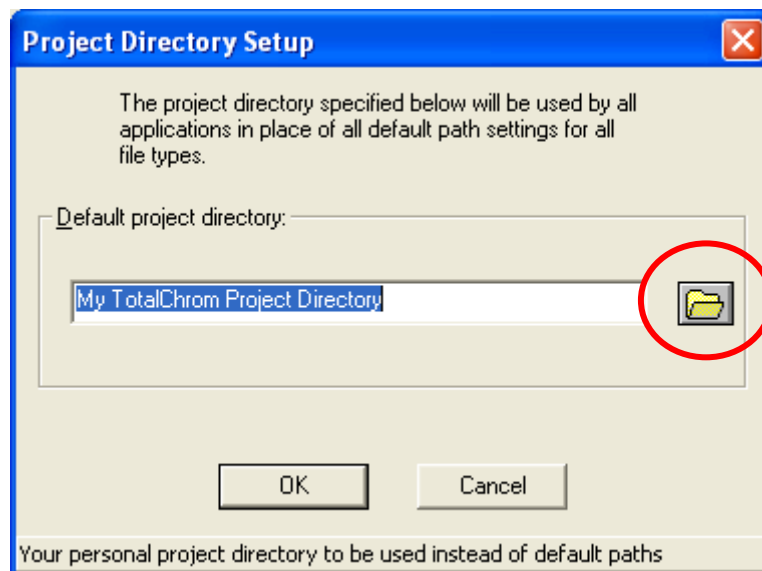 Project Directory Setup
The project directory specified below will be used by all
applications in place of all default path settings for all
file types.
Default project directory:
My TotalChrom Project Directory
OK
Cancel
Your personal project directory to be used instead of default paths